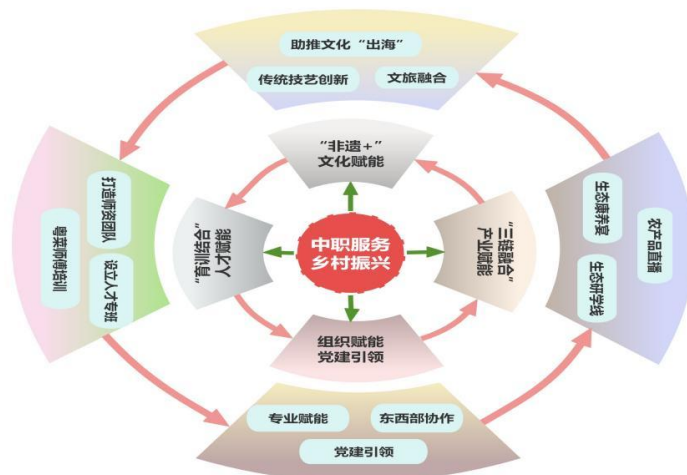 助推文化“出海”
传统技艺创新
文旅融合
“非遗+”
文化赋能
打造师资团队
设立人才专班
粤菜师傅培训
“育训结合”
人才赋能
中职服务
乡村振兴
“三链融合”
产业赋能
生态康养宴
生态研学线
农产品直播
组织赋能
党建引领
专业赋能
东西部协作
党建引领